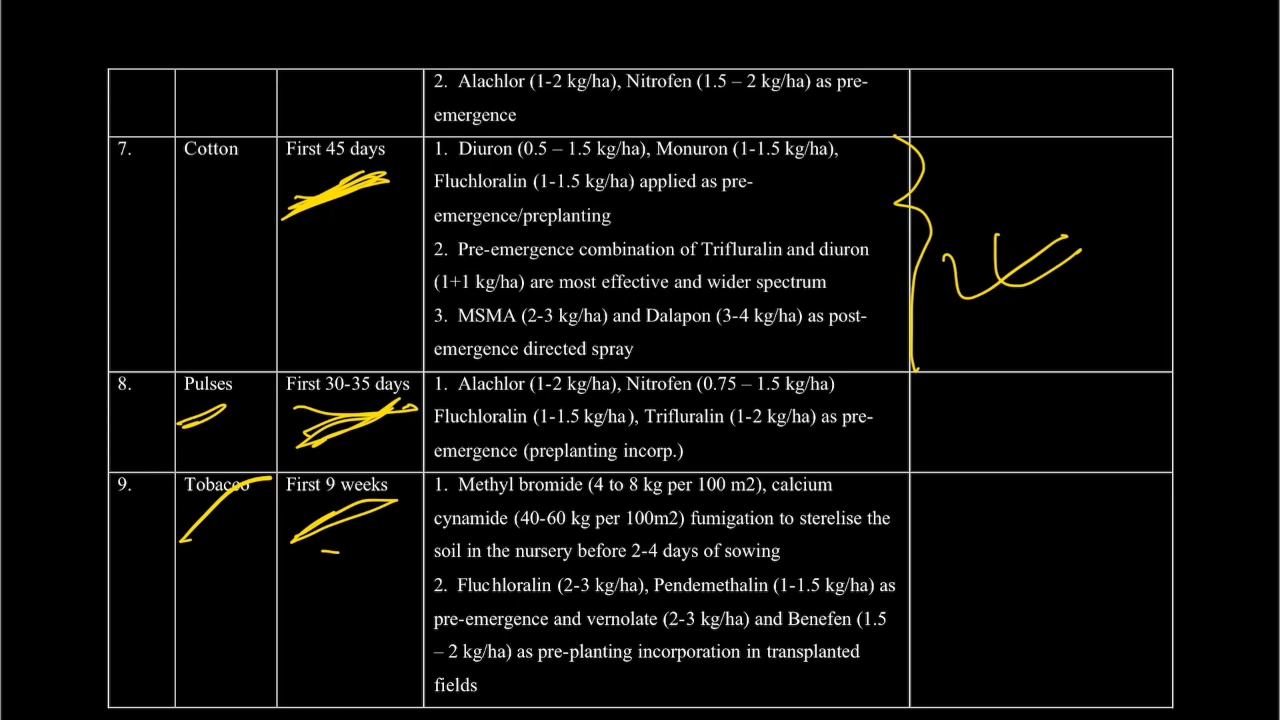 2. Alachlor (1-2 kg/ha), Nitrofen (1.5 – 2 kg/ha) as pre-
emergence
7. Cotton First 45 days 1. Diuron (0.5 – 1.5 kg/ha), Monuron (1-1.5 kg/ha),
Fluchloralin (1-1.5 kg/ha) applied as pre-
emergence/preplanting
2. Pre-emergence combination of Trifluralin and diuron
(1+1 kg/ha) are most effective and wider spectrum
3. MSMA (2-3 kg/ha) and Dalapon (3-4 kg/ha) as post-
emergence directed spray
8. Pulses First 30-35 days 1. Alachlor (1-2 kg/ha), Nitrofen (0.75 – 1.5 kg/ha)
Fluchloralin (1-1.5 kg/ha), Trifluralin (1-2 kg/ha) as pre-
emergence (preplanting incorp.)
9. Tobacco First 9 weeks 1. Methyl bromide (4 to 8 kg per 100 m2), calcium
cynamide (40-60 kg per 100m2) fumigation to sterelise the
soil in the nursery before 2-4 days of sowing
2. Fluchloralin (2-3 kg/ha), Pendemethalin (1-1.5 kg/ha) as
pre-emergence and vernolate (2-3 kg/ha) and Benefen (1.5
– 2 kg/ha) as pre-planting incorporation in transplanted
fields